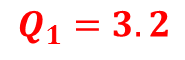 Q₁ = 3.2